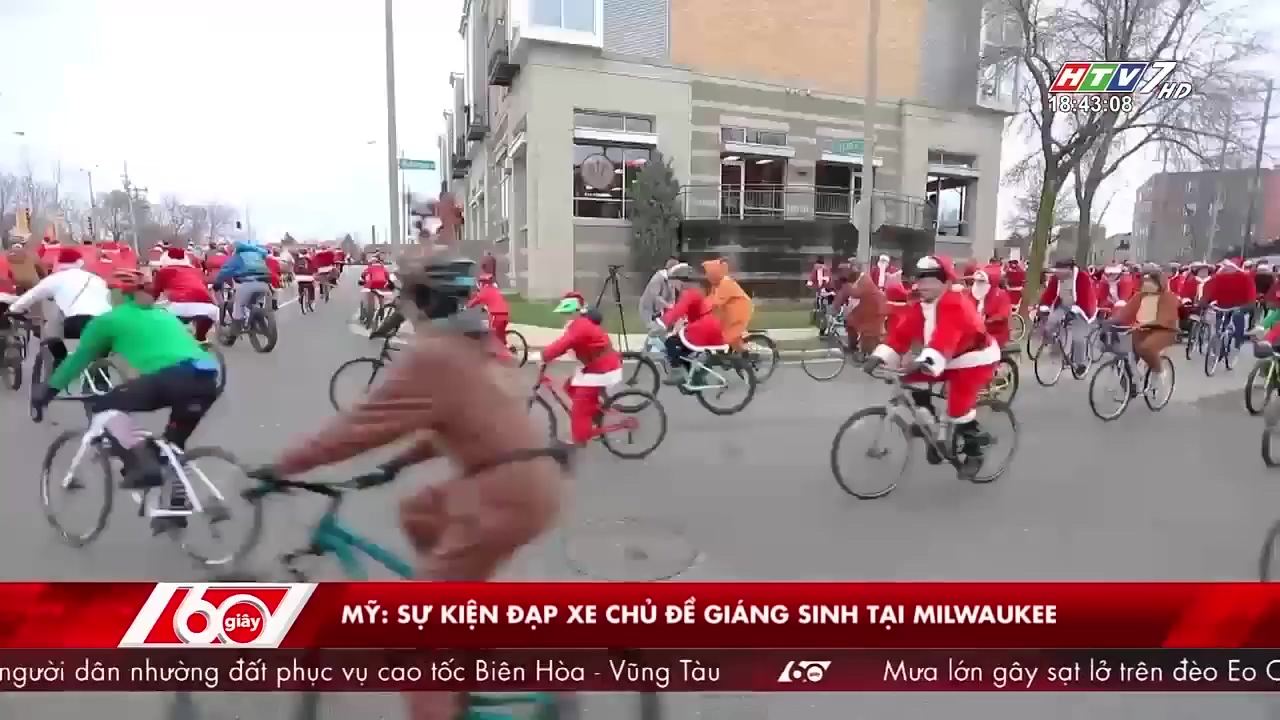 HTV7 HD
18:43:08
60 giây
MỸ: SỰ KIỆN ĐẠP XE CHỦ ĐỀ GIÁNG SINH TẠI MILWAUKEE
người dân nhường đất phục vụ cao tốc Biên Hòa - Vũng Tàu 60 Mưa lớn gây sạt lở trên đèo Eo